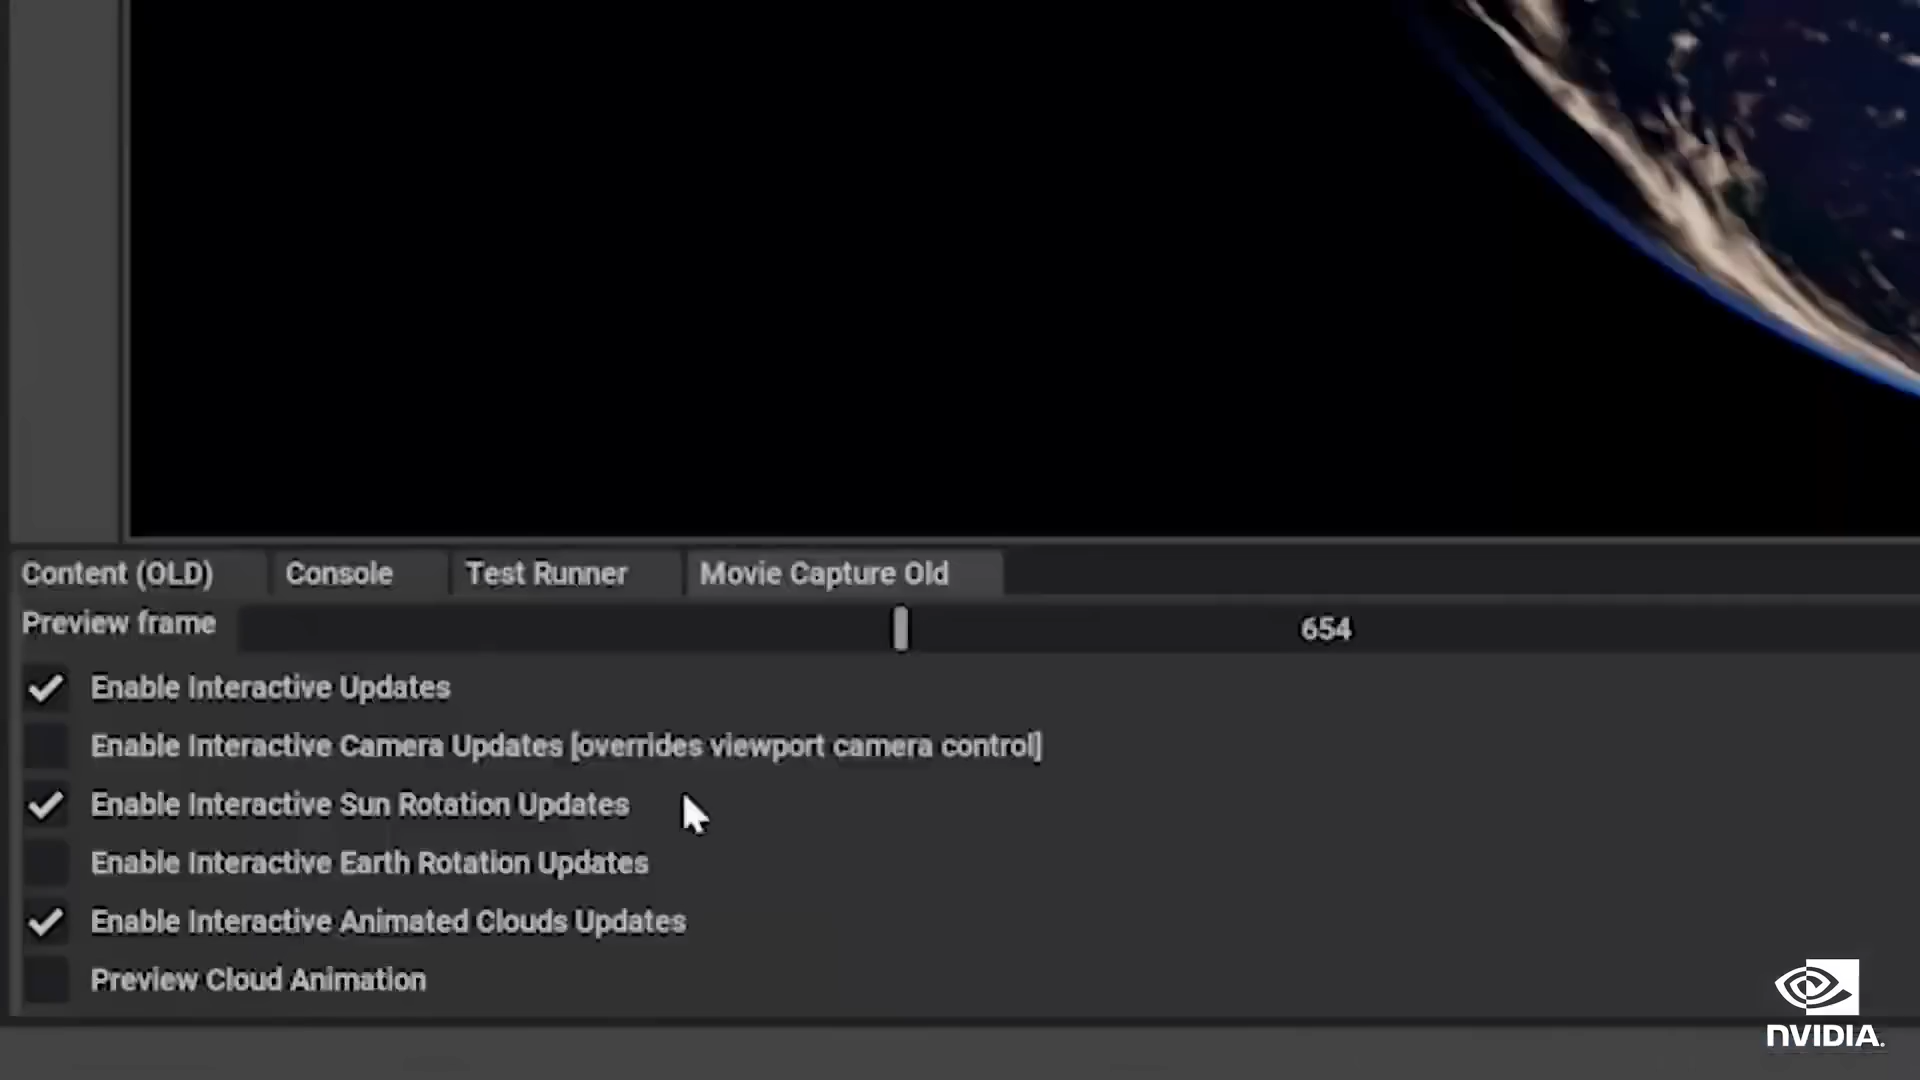 Content (OLD) Console Test Runner Movie Capture Old
Preview frame 654
Enable Interactive Updates
Enable Interactive Camera Updates [overrides viewport camera control]
Enable Interactive Sun Rotation Updates
Enable Interactive Earth Rotation Updates
Enable Interactive Animated Clouds Updates
Preview Cloud Animation
NVIDIA.